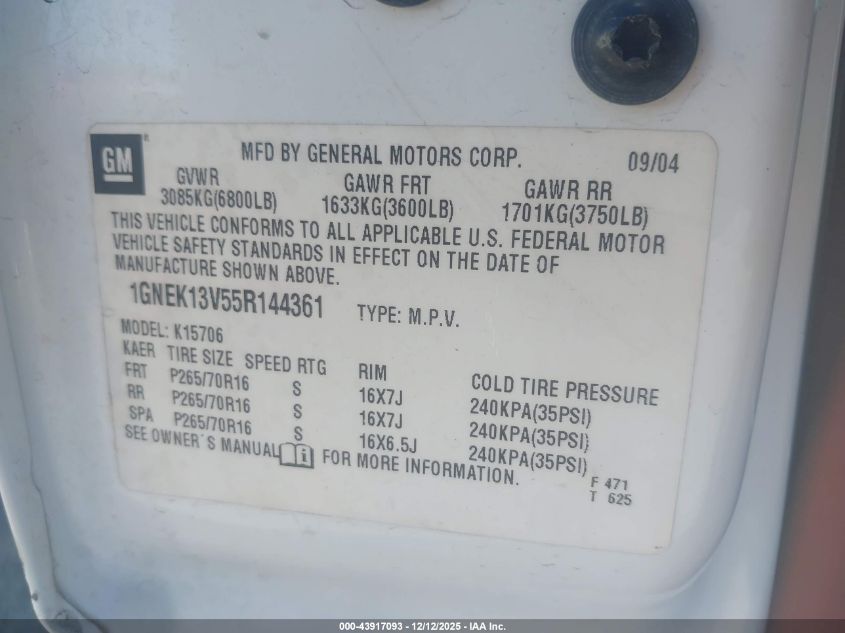 GM
MFD BY GENERAL MOTORS CORP. 09/04
GVWR GAWR FRT GAWR RR
3085KG(6800LB) 1633KG(3600LB) 1701KG(3750LB)
THIS VEHICLE CONFORMS TO ALL APPLICABLE U.S. FEDERAL MOTOR
VEHICLE SAFETY STANDARDS IN EFFECT ON THE DATE OF
MANUFACTURE SHOWN ABOVE.
1GNEK13V55R144361 TYPE: M.P.V.
MODEL: K15706
KAER TIRE SIZE SPEED RTG RIM COLD TIRE PRESSURE
FRT P265/70R16 S 16X7J 240KPA(35PSI)
RR P265/70R16 S 16X7J 240KPA(35PSI)
SPA P265/70R16 S 16X6.5J 240KPA(35PSI)
SEE OWNER'S MANUAL i FOR MORE INFORMATION.
F 471
T 625
000-43917093 - 12/12/2025 - IAA Inc.